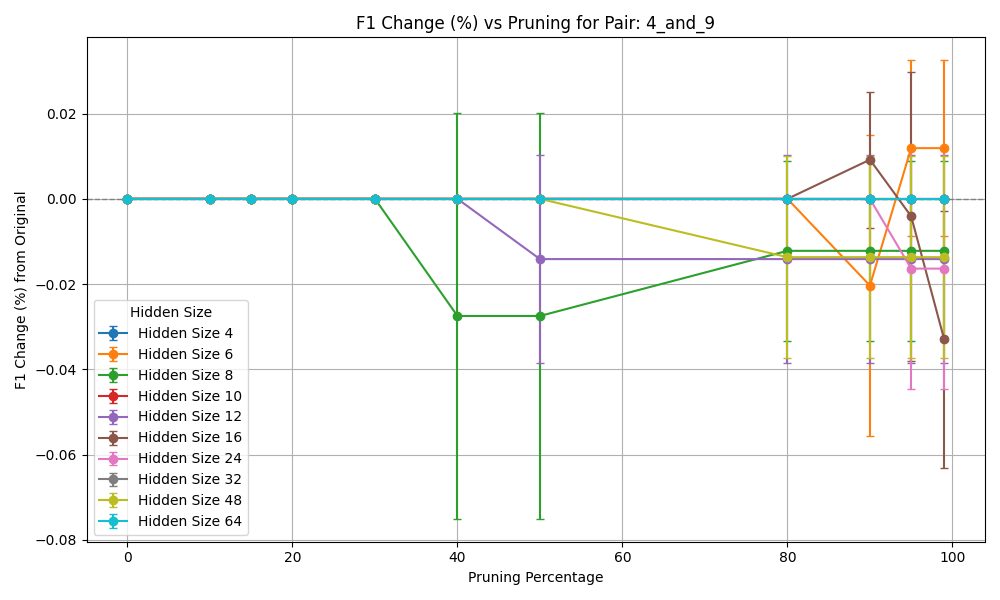 F1 Change (%) vs Pruning for Pair: 4_and_9
F1 Change (%) from Original
0.02
0.00
−0.02
−0.04
−0.06
−0.08
Hidden Size
Hidden Size 4
Hidden Size 6
Hidden Size 8
Hidden Size 10
Hidden Size 12
Hidden Size 16
Hidden Size 24
Hidden Size 32
Hidden Size 48
Hidden Size 64
0 20 40 60 80 100
Pruning Percentage